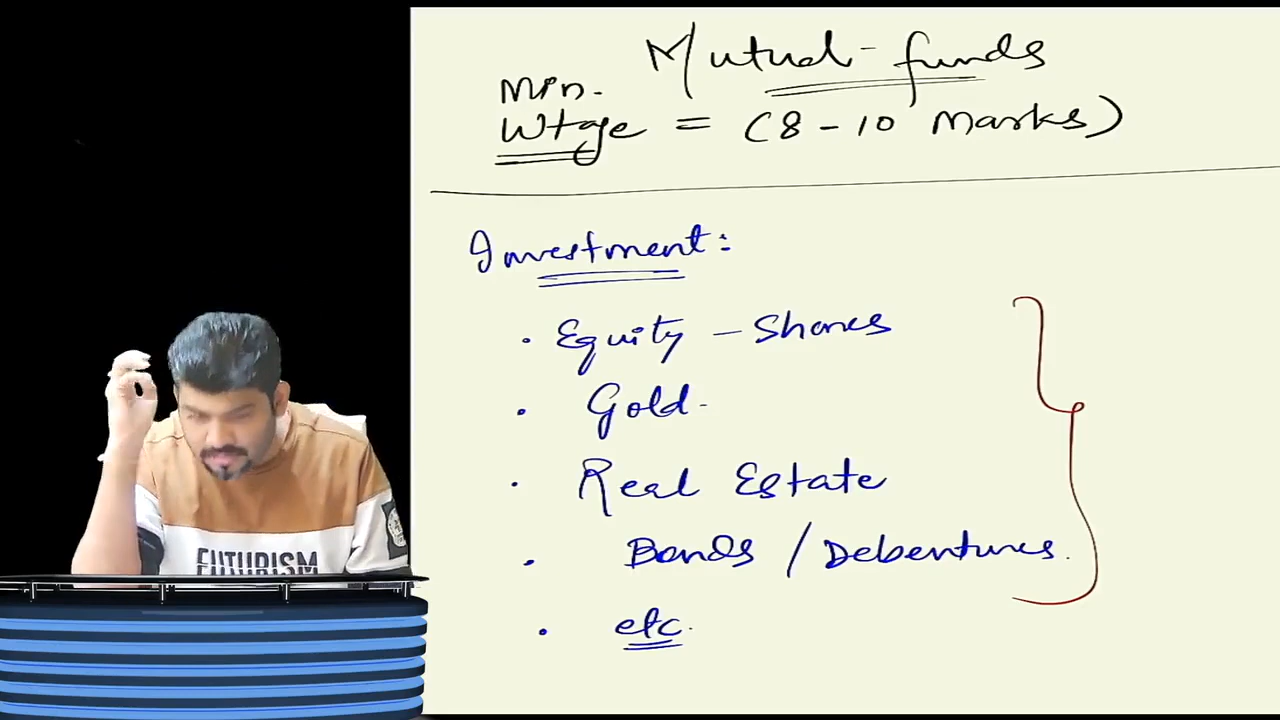 Mutual-funds
Min.
Wtge = (8-10 Marks)
Investment:
• Equity - Shares
• Gold.
• Real Estate
• Bonds / Debentures.
• etc.
FUTURISM